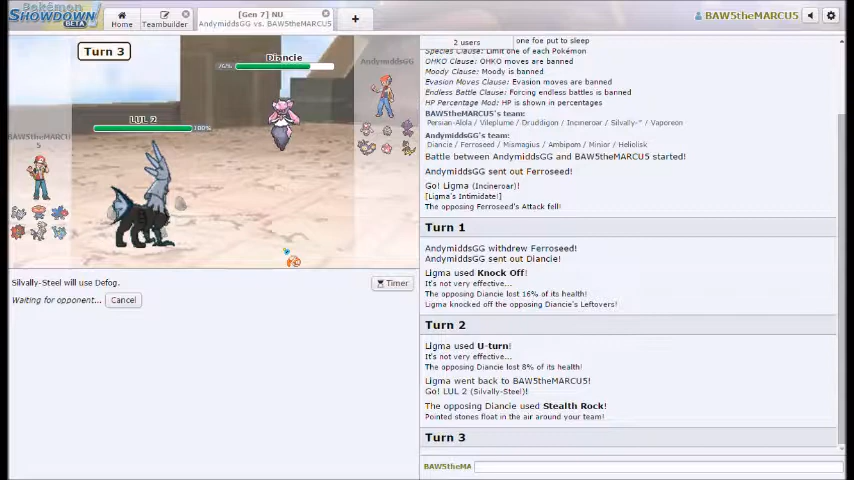 Pokémon
SHOWDOWN
BETA
Home
Teambuilder
[Gen 7] NU
AndymiddsGG vs. BAW5theMARCU5
BAW5theMARCU5
Turn 3
Diancie
76%
AndymiddsGG
LUL 2
100%
BAW5theMARCU
5
Silvally-Steel will use Defog.
Timer
Waiting for opponent...
Cancel
2 users
one foe put to sleep
Species Clause: Limit one of each Pokémon
OHKO Clause: OHKO moves are banned
Moody Clause: Moody is banned
Evasion Moves Clause: Evasion moves are banned
Endless Battle Clause: Forcing endless battles is banned
HP Percentage Mod: HP is shown in percentages
BAW5theMARCU5's team:
Persian-Alola / Vileplume / Druddigon / Incineroar / Silvally-* / Vaporeon
AndymiddsGG's team:
Diancie / Ferroseed / Mismagius / Ambipom / Minior / Heliolisk
Battle between AndymiddsGG and BAW5theMARCU5 started!
AndymiddsGG sent out Ferroseed!
Go! Ligma (Incineroar)!
[Ligma's Intimidate!]
The opposing Ferroseed's Attack fell!
Turn 1
AndymiddsGG withdrew Ferroseed!
AndymiddsGG sent out Diancie!
Ligma used Knock Off!
It's not very effective...
The opposing Diancie lost 16% of its health!
Ligma knocked off the opposing Diancie's Leftovers!
Turn 2
Ligma used U-turn!
It's not very effective...
The opposing Diancie lost 8% of its health!
Ligma went back to BAW5theMARCU5!
Go! LUL 2 (Silvally-Steel)!
The opposing Diancie used Stealth Rock!
Pointed stones float in the air around your team!
Turn 3
BAW5theMA